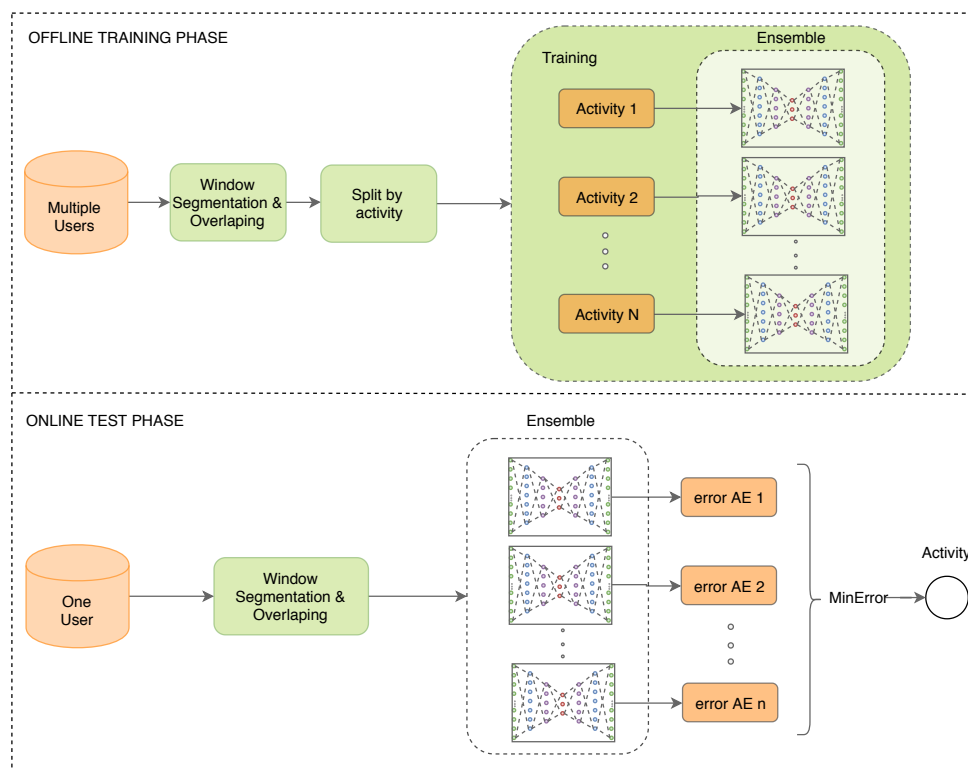 OFFLINE TRAINING PHASE
Ensemble
Training
Activity 1
Multiple
Users
Window
Segmentation &
Overlaping
Split by
activity
Activity 2
Activity N
ONLINE TEST PHASE
Ensemble
error AE 1
One
User
Window
Segmentation &
Overlaping
error AE 2
MinError
Activity
error AE n